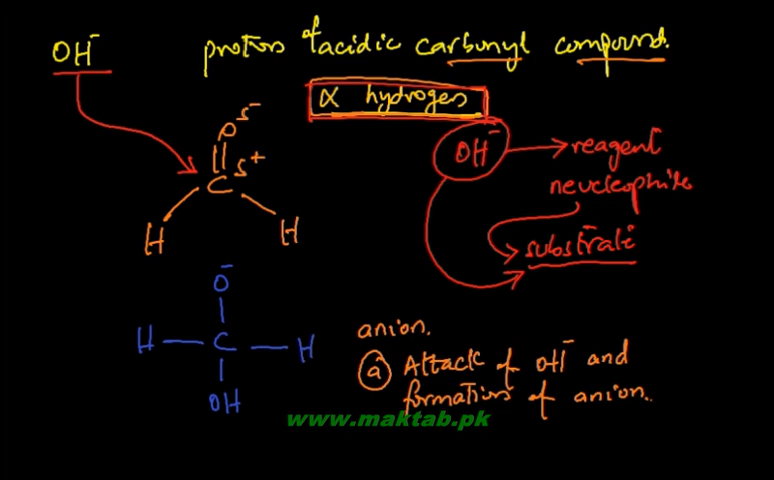 OH⁻ protons of acidic carbonyl compound.
α hydrogens
O δ⁻
C δ+
H H
OH⁻ reagent
neucleophile
substrate
O⁻
H C H
OH
anion.
ⓐ Attack of OH⁻ and
formation of anion.
www.maktab.pk